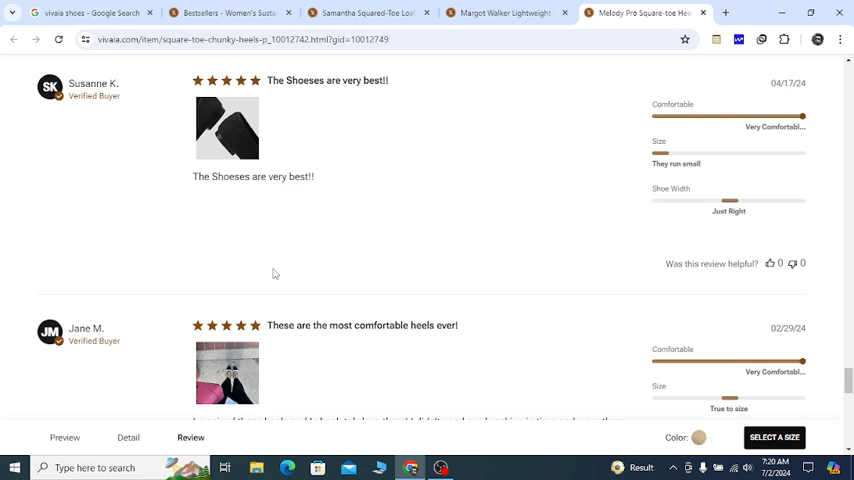 vivaia shoes - Google Search
Bestsellers - Women's Susta
Samantha Squared-Toe Loaf
Margot Walker Lightweight
Melody Pro Square-toe Hee
vivaia.com/item/square-toe-chunky-heels-p_10012742.html?gid=10012749
SK
Susanne K.
Verified Buyer
The Shoeses are very best!!
04/17/24
The Shoeses are very best!!
Comfortable
Very Comfortabl...
Size
They run small
Shoe Width
Just Right
Was this review helpful? 0 0
JM
Jane M.
Verified Buyer
These are the most comfortable heels ever!
02/29/24
Comfortable
Very Comfortabl...
Size
True to size
Preview Detail Review
Color:
SELECT A SIZE
Type here to search
Result
7:20 AM
7/2/2024